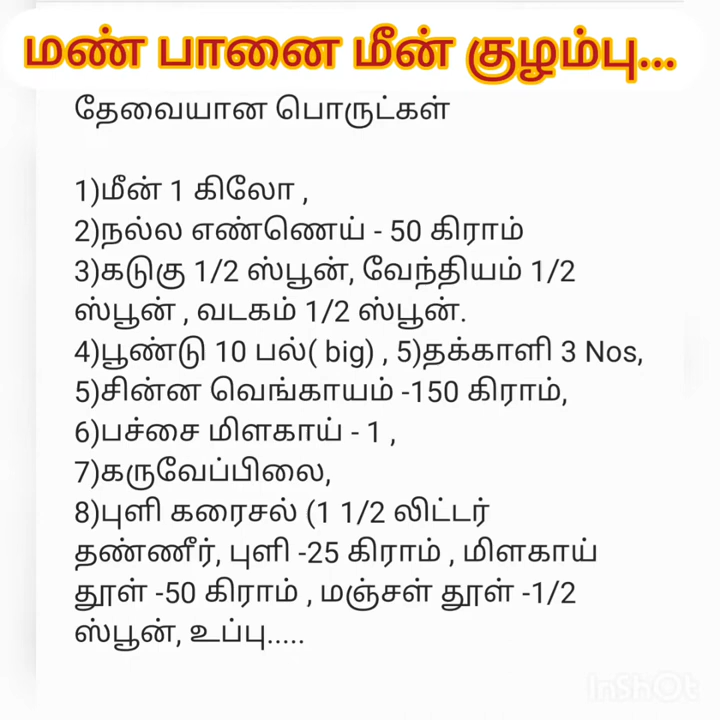 மண் பானை மீன் குழம்பு...
தேவையான பொருட்கள்
1)மீன் 1 கிலோ ,
2)நல்ல எண்ணெய் - 50 கிராம்
3)கடுகு 1/2 ஸ்பூன், வேந்தியம் 1/2
ஸ்பூன் , வடகம் 1/2 ஸ்பூன்.
4)பூண்டு 10 பல்( big) , 5)தக்காளி 3 Nos,
5)சின்ன வெங்காயம் -150 கிராம்,
6)பச்சை மிளகாய் - 1 ,
7)கருவேப்பிலை,
8)புளி கரைசல் (1 1/2 லிட்டர்
தண்ணீர், புளி -25 கிராம் , மிளகாய்
தூள் -50 கிராம் , மஞ்சள் தூள் -1/2
ஸ்பூன், உப்பு.....
InShOt